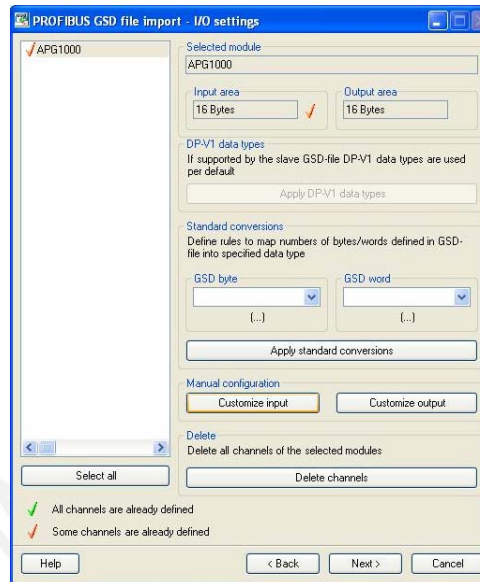 PROFIBUS GSD file import - I/O settings
APG1000
Selected module
APG1000
Input area
16 Bytes
Output area
16 Bytes
DP-V1 data types
If supported by the slave GSD-file DP-V1 data types are used
per default
Apply DP-V1 data types
Standard conversions
Define rules to map numbers of bytes/words defined in GSD-
file into specified data type
GSD byte
(...)
GSD word
(...)
Apply standard conversions
Manual configuration
Customize input
Customize output
Delete
Delete all channels of the selected modules
Delete channels
Select all
All channels are already defined
Some channels are already defined
Help
< Back
Next >
Cancel